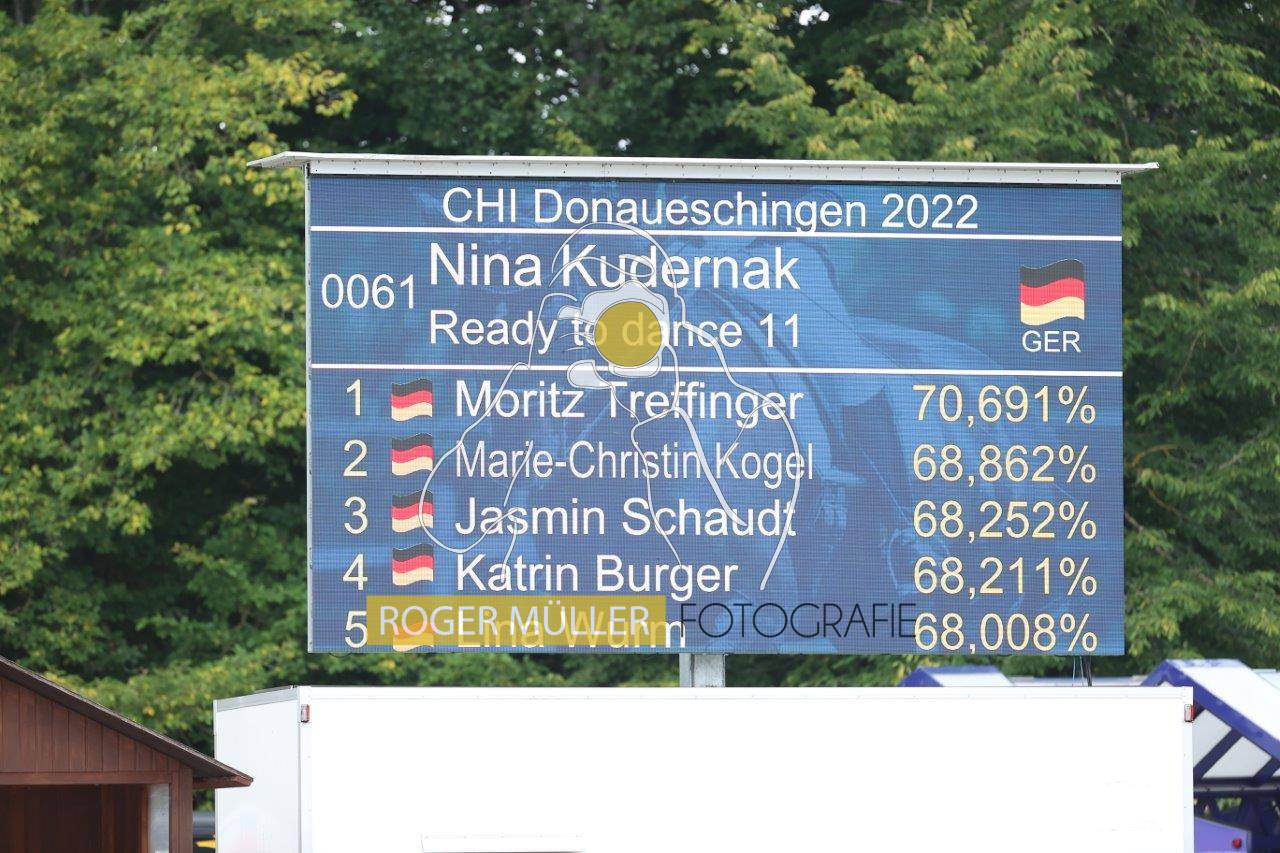 CHI Donaueschingen 2022
0061 Nina Kudernak
Ready to dance 11
GER
1 Moritz Treffinger 70,691%
2 Marie-Christin Kogel 68,862%
3 Jasmin Schaudt 68,252%
4 Katrin Burger 68,211%
5 Lina Wurm 68,008%
ROGER MÜLLER FOTOGRAFIE